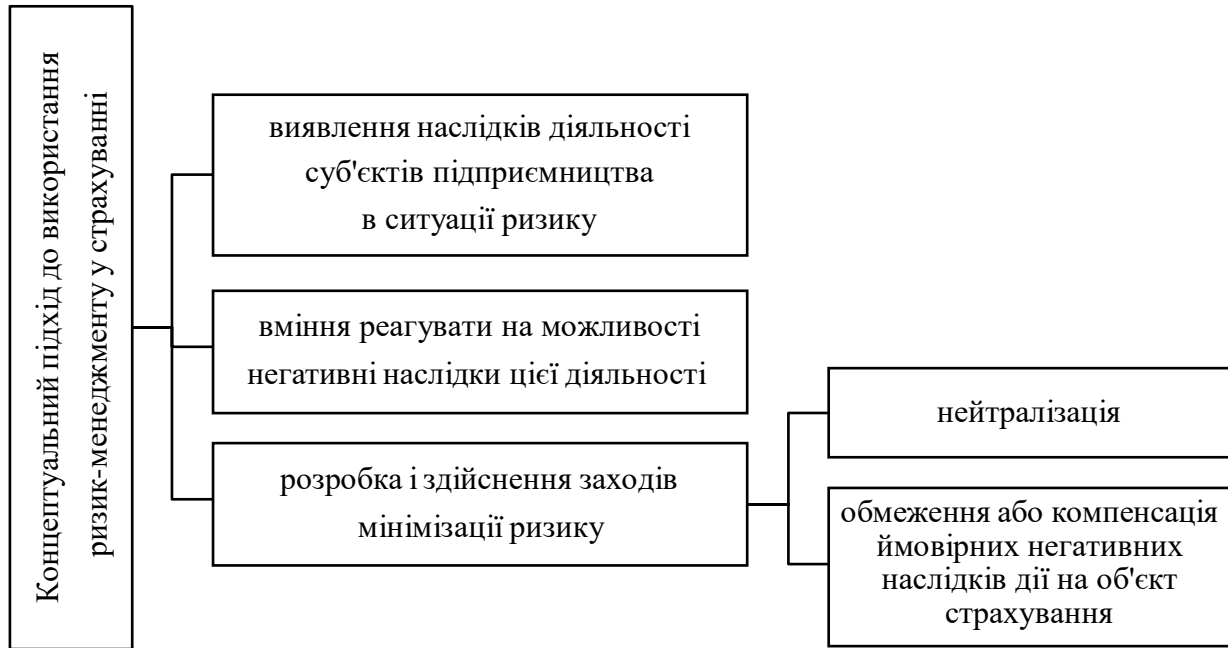 Концептуальний підхід до використання
ризик-менеджменту у страхуванні
виявлення наслідків діяльності
суб'єктів підприємництва
в ситуації ризику
вміння реагувати на можливості
негативні наслідки цієї діяльності
розробка і здійснення заходів
мінімізації ризику
нейтралізація
обмеження або компенсація
ймовірних негативних
наслідків дії на об'єкт
страхування